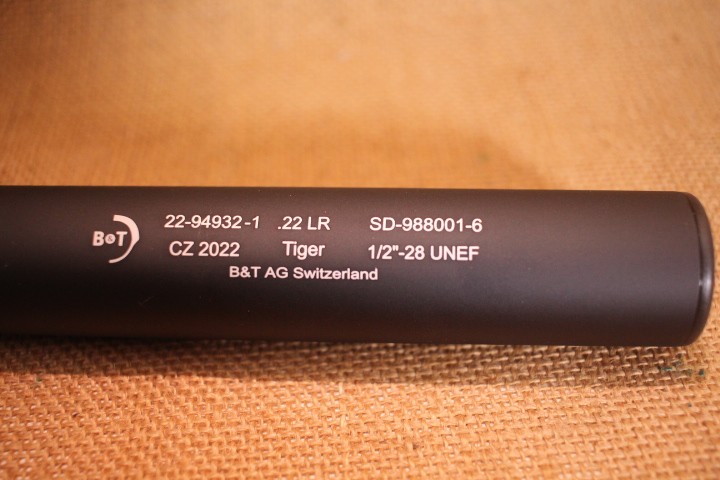 B&T
22-94932-1 .22 LR SD-988001-6
CZ 2022 Tiger 1/2"-28 UNEF
B&T AG Switzerland